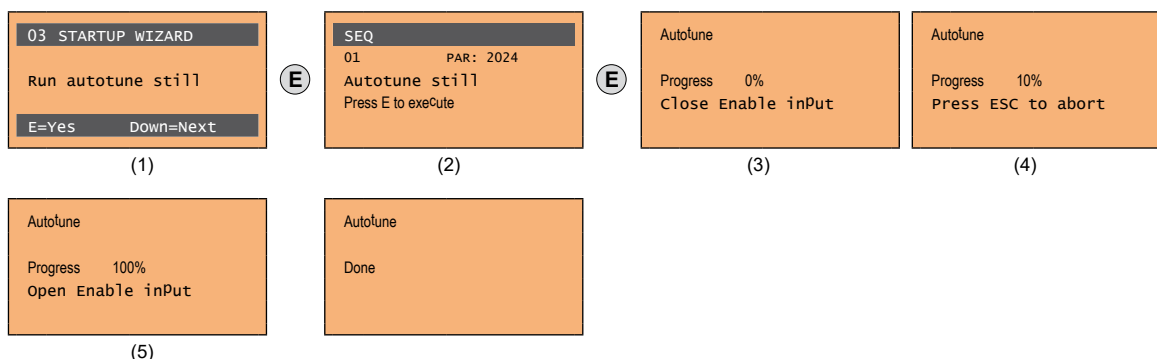 03 STARTUP WIZARD
Run autotune still
E=Yes Down=Next
(1)
E
SEQ
01 PAR: 2024
Autotune still
Press E to execute
(2)
E
Autotune
Progress 0%
Close Enable input
(3)
Autotune
Progress 10%
Press ESC to abort
(4)
Autotune
Progress 100%
Open Enable input
(5)
Autotune
Done